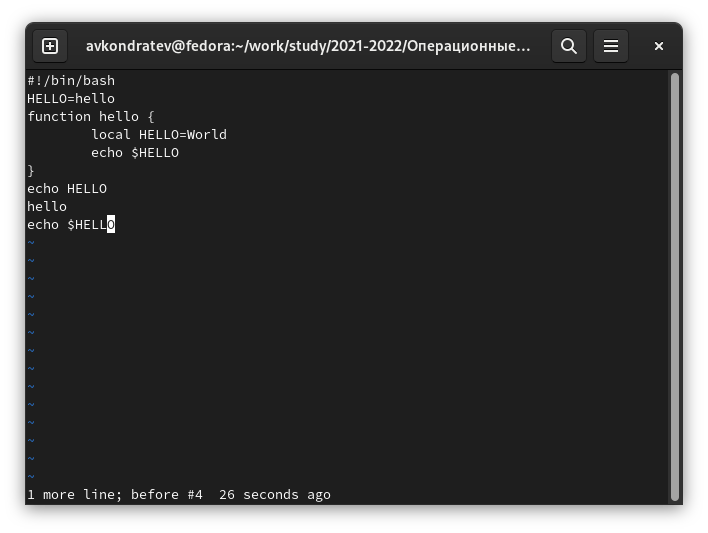 avkondratev@fedora:~/work/study/2021-2022/Операционные...
#!/bin/bash
HELLO=hello
function hello {
        local HELLO=World
        echo $HELLO
}
echo HELLO
hello
echo $HELLO
~
~
~
~
~
~
~
~
~
~
~
~
~
~
1 more line; before #4  26 seconds ago